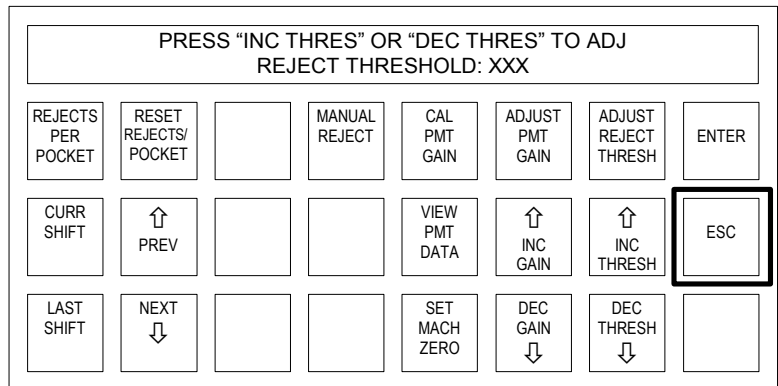 PRESS “INC THRES” OR “DEC THRES” TO ADJ
REJECT THRESHOLD: XXX
REJECTS
PER
POCKET
RESET
REJECTS/
POCKET
MANUAL
REJECT
CAL
PMT
GAIN
ADJUST
PMT
GAIN
ADJUST
REJECT
THRESH
ENTER
CURR
SHIFT
⇧
PREV
VIEW
PMT
DATA
⇧
INC
GAIN
⇧
INC
THRESH
ESC
LAST
SHIFT
NEXT
⇩
SET
MACH
ZERO
DEC
GAIN
⇩
DEC
THRESH
⇩